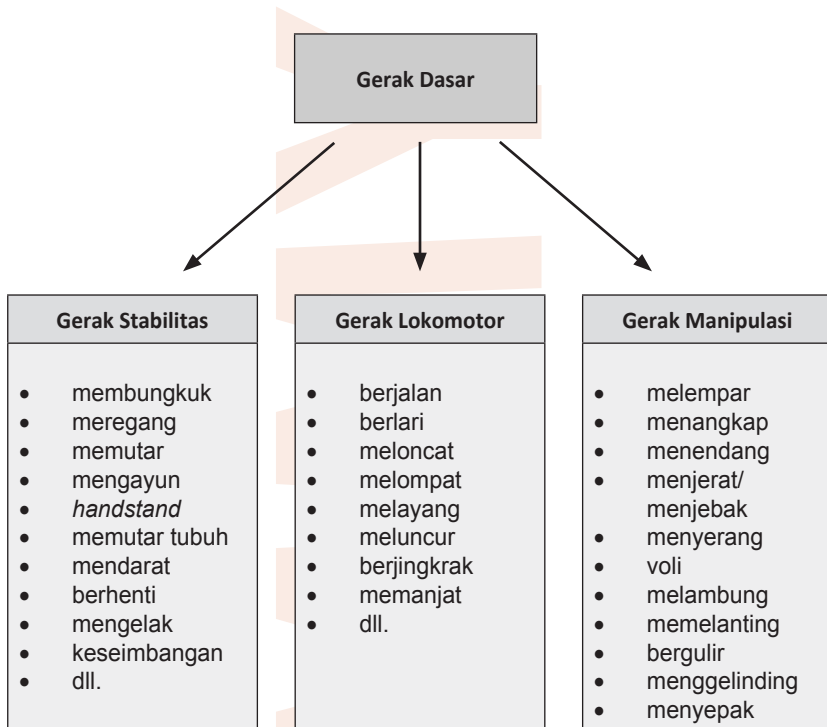 Gerak Dasar
Gerak Stabilitas
• membungkuk
• meregang
• memutar
• mengayun
• handstand
• memutar tubuh
• mendarat
• berhenti
• mengelak
• keseimbangan
• dll.
Gerak Lokomotor
• berjalan
• berlari
• meloncat
• melompat
• melayang
• meluncur
• berjingkrak
• memanjat
• dll.
Gerak Manipulasi
• melempar
• menangkap
• menendang
• menjerat/
menjebak
• menyerang
• voli
• melambung
• memelanting
• bergulir
• menggelinding
• menyepak